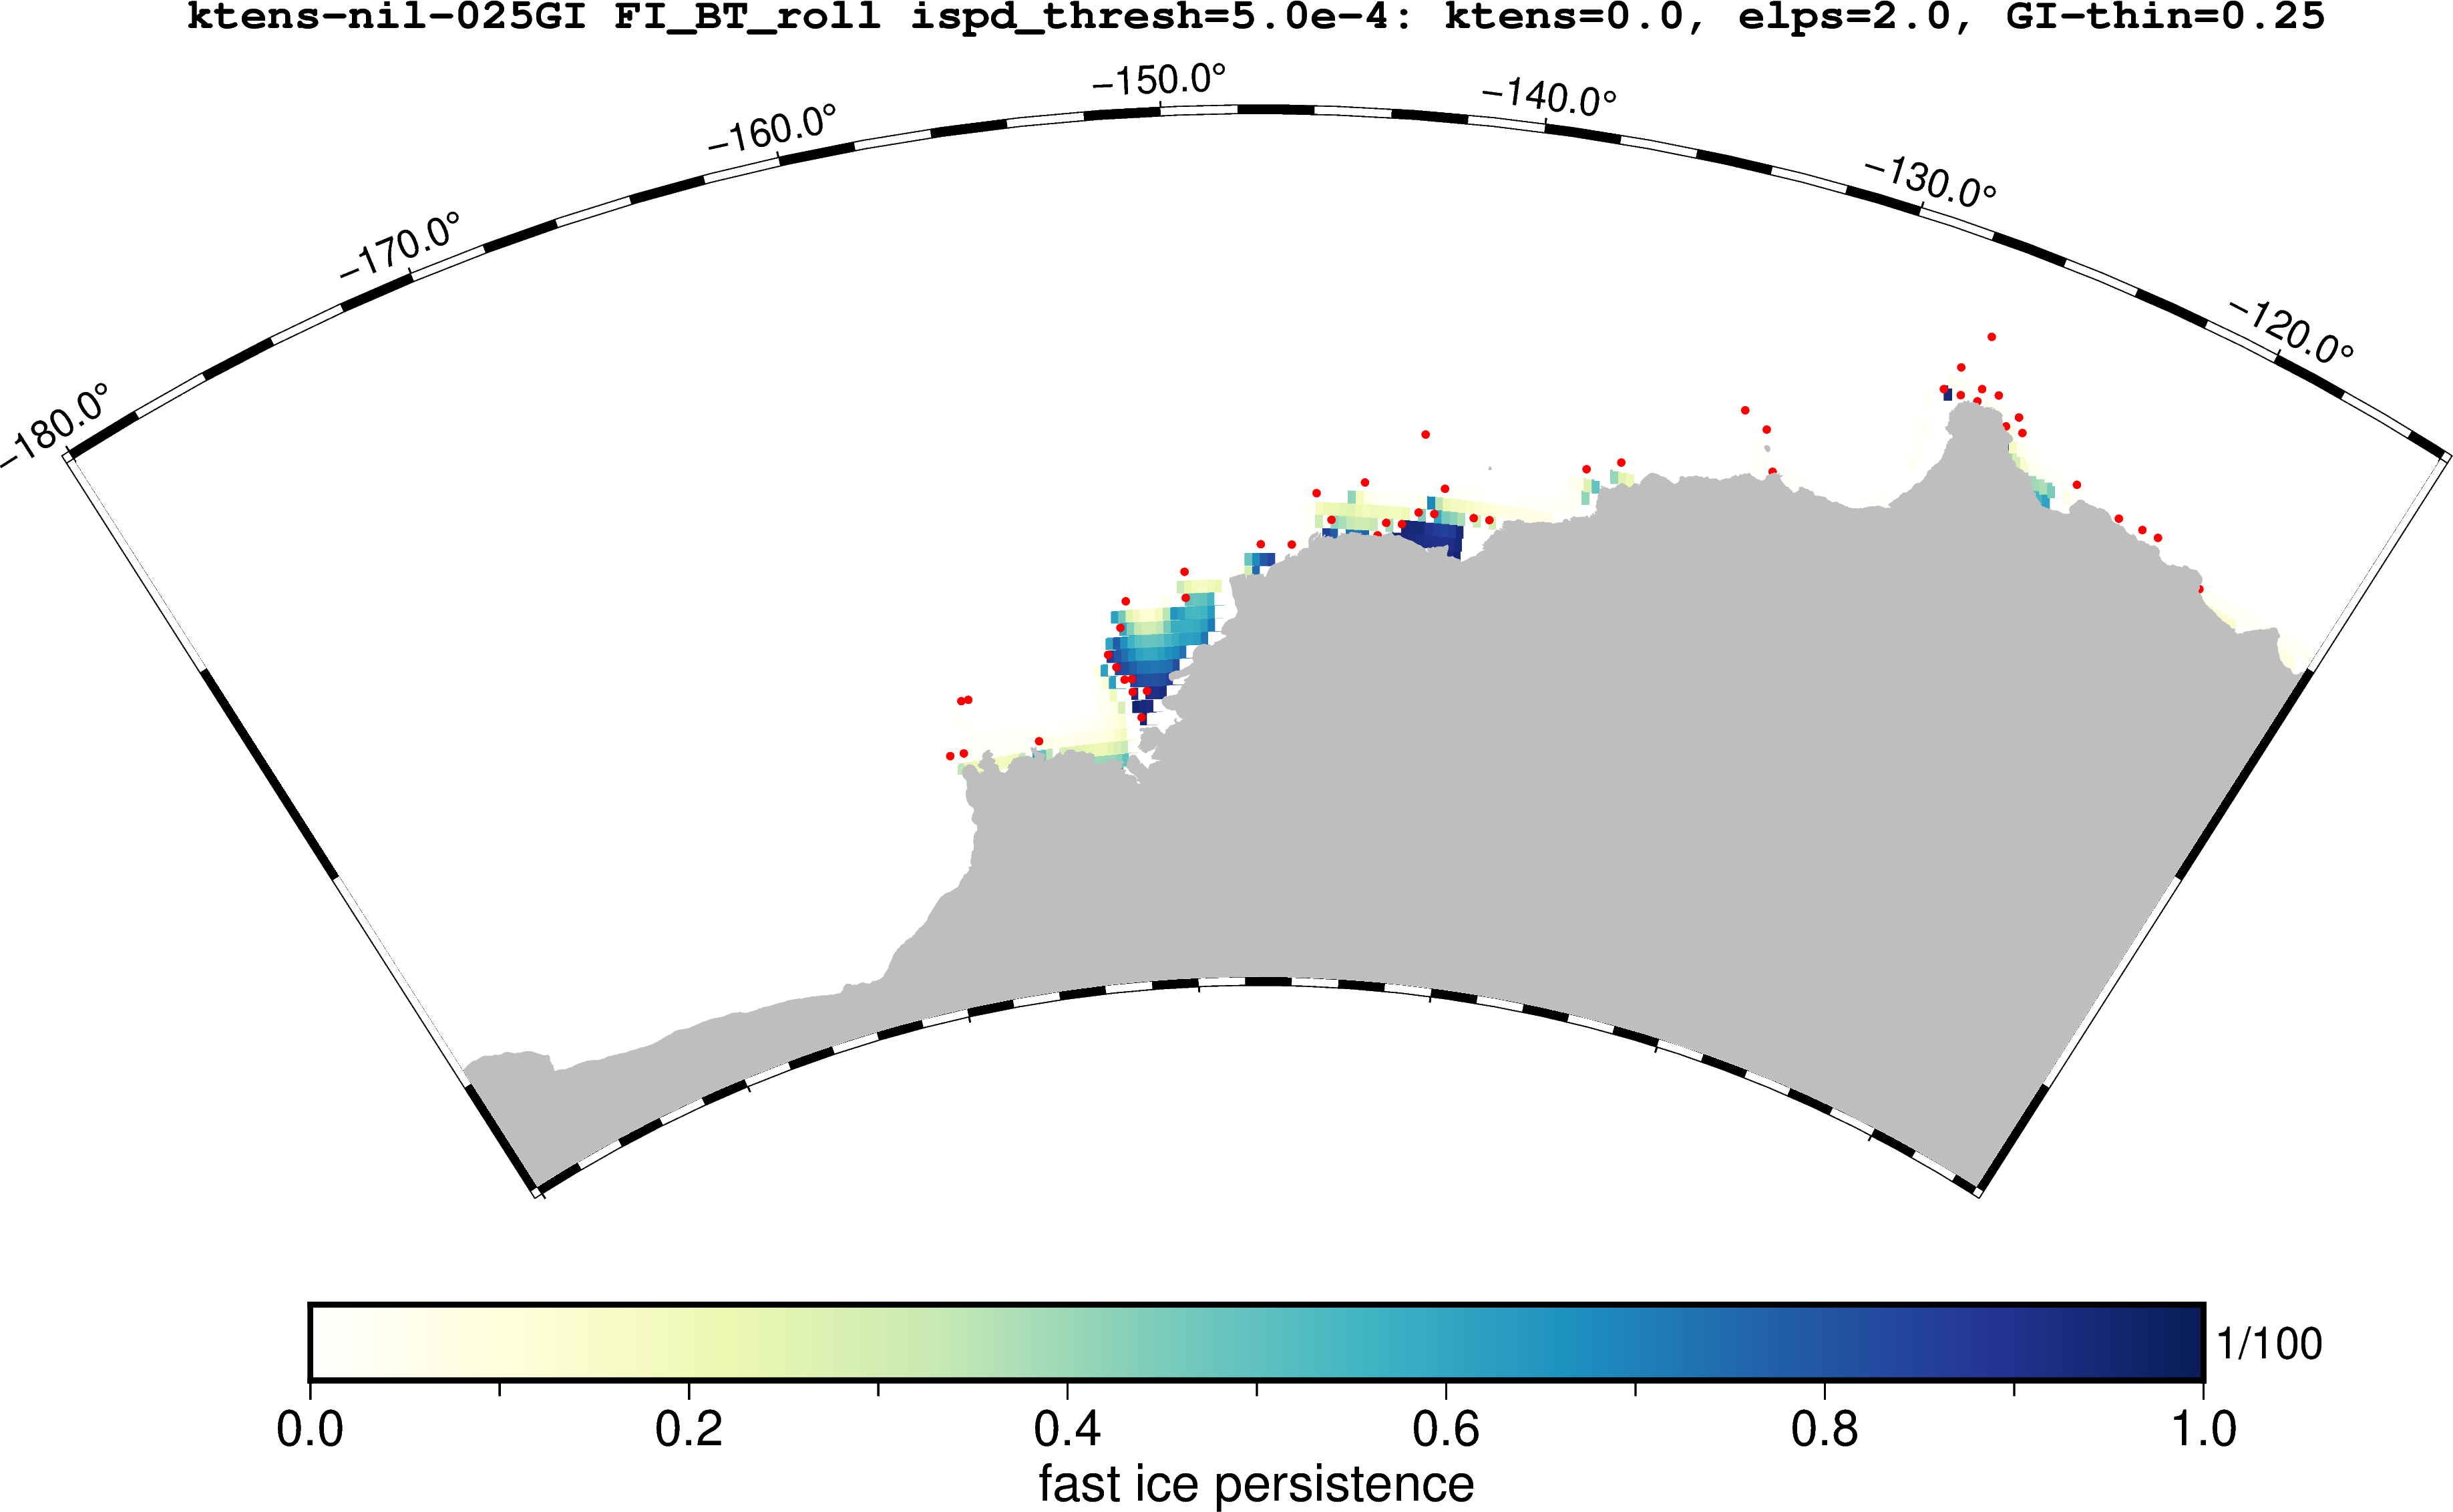 ktens-nil-025GI FI_BT_roll ispd_thresh=5.0e-4: ktens=0.0, elps=2.0, GI-thin=0.25
−180.0° −170.0° −160.0° −150.0° −140.0° −130.0° −120.0°
1/100
0.0 0.2 0.4 0.6 0.8 1.0
fast ice persistence